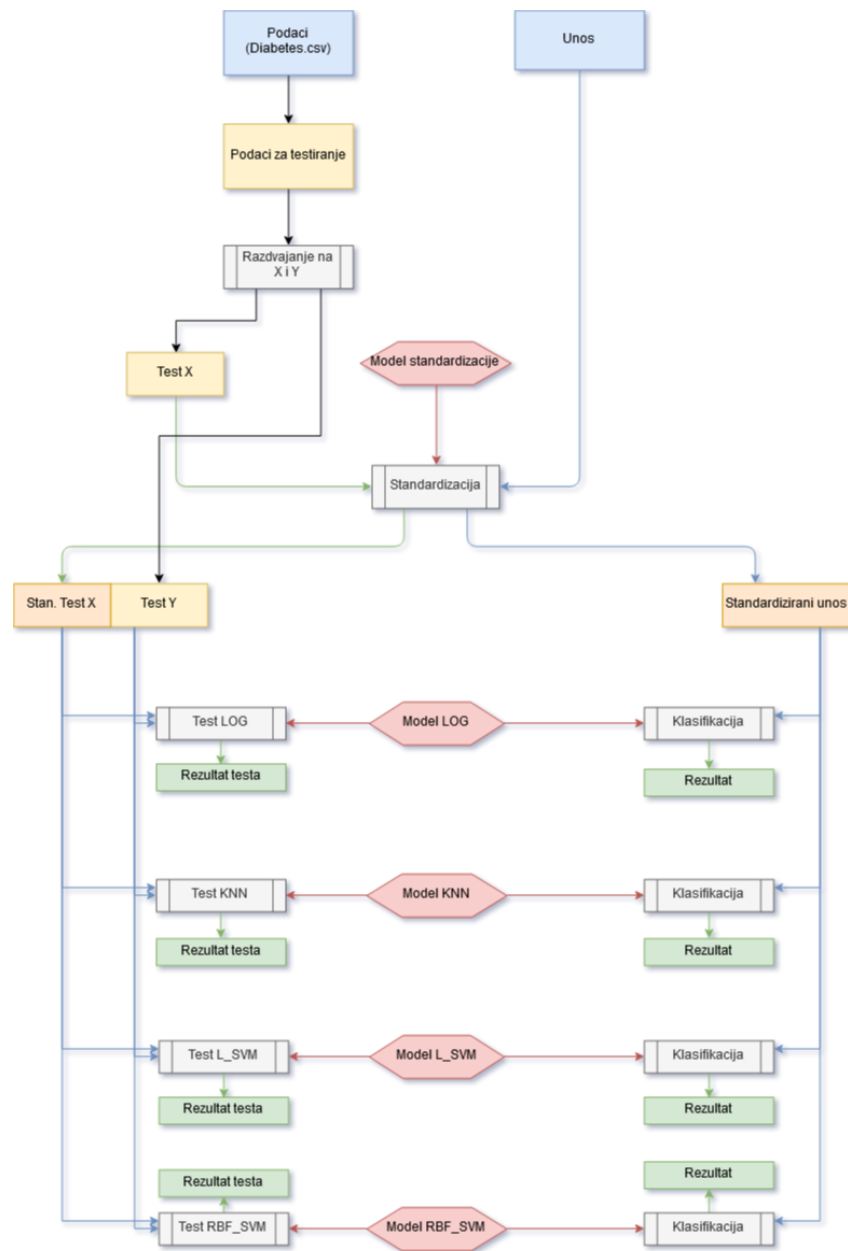 Podaci
(Diabetes.csv)
Unos
Podaci za testiranje
Razdvajanje na
X i Y
Model standardizacije
Test X
Standardizacija
Stan. Test X
Test Y
Standardizirani unos
Test LOG
Model LOG
Klasifikacija
Rezultat testa
Rezultat
Test KNN
Model KNN
Klasifikacija
Rezultat testa
Rezultat
Test L_SVM
Model L_SVM
Klasifikacija
Rezultat testa
Rezultat
Rezultat testa
Rezultat
Test RBF_SVM
Model RBF_SVM
Klasifikacija